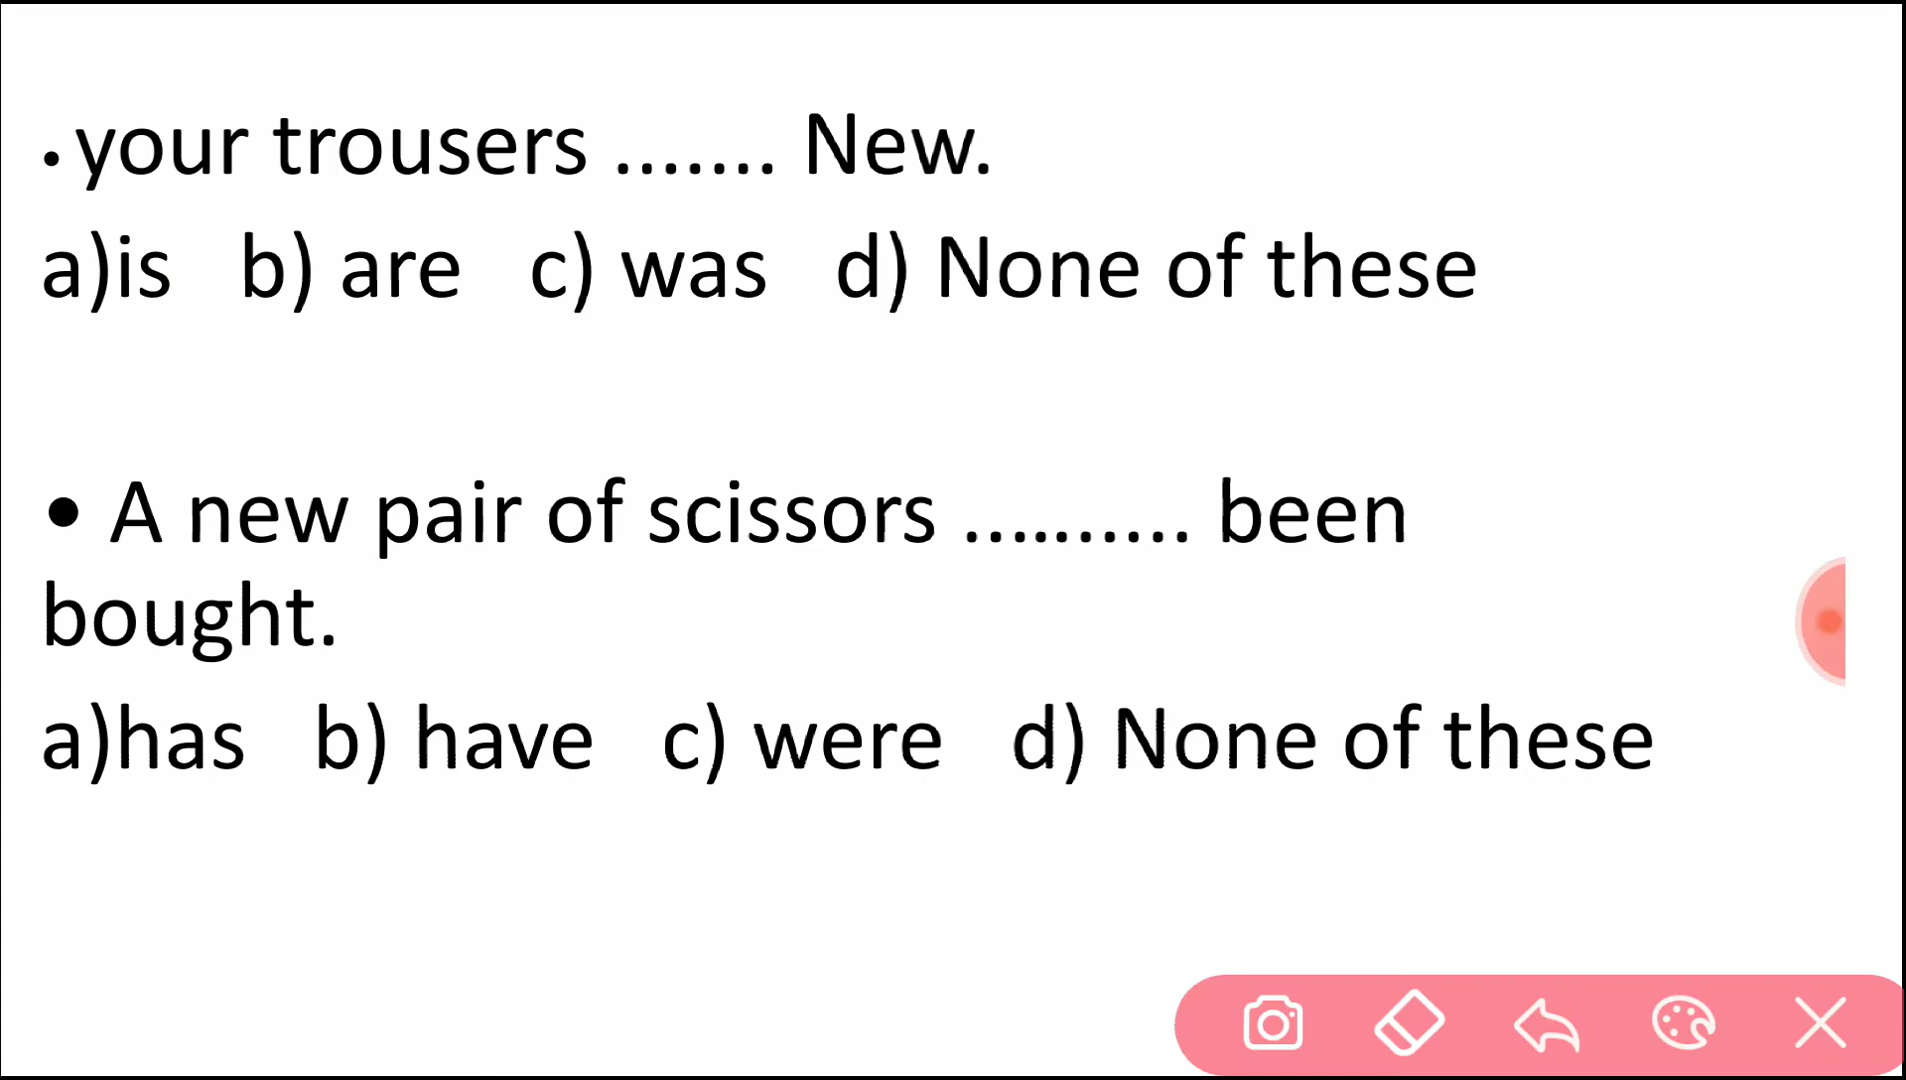 • your trousers ....... New.
a)is b) are c) was d) None of these
• A new pair of scissors .......... been
bought.
a)has b) have c) were d) None of these